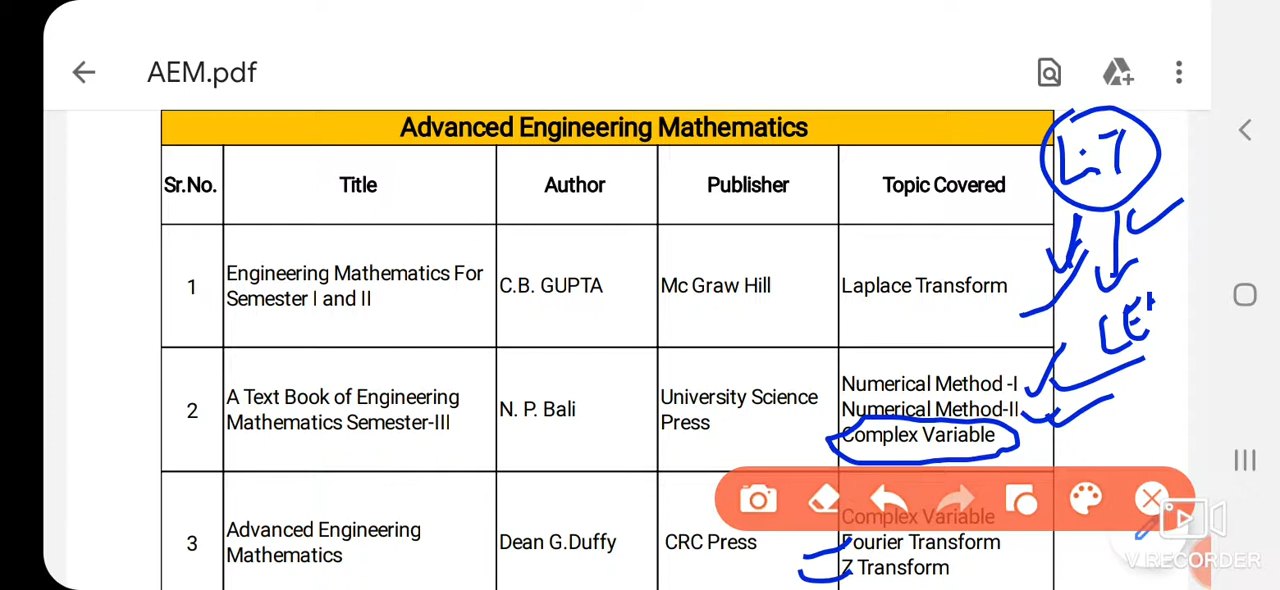 AEM.pdf
Advanced Engineering Mathematics
Sr.No. Title Author Publisher Topic Covered
1 Engineering Mathematics For Semester I and II C.B. GUPTA Mc Graw Hill Laplace Transform
2 A Text Book of Engineering Mathematics Semester-III N. P. Bali University Science Press Numerical Method -I
Numerical Method-II
Complex Variable
3 Advanced Engineering Mathematics Dean G.Duffy CRC Press Complex Variable
Fourier Transform
Z Transform
V RECORDER